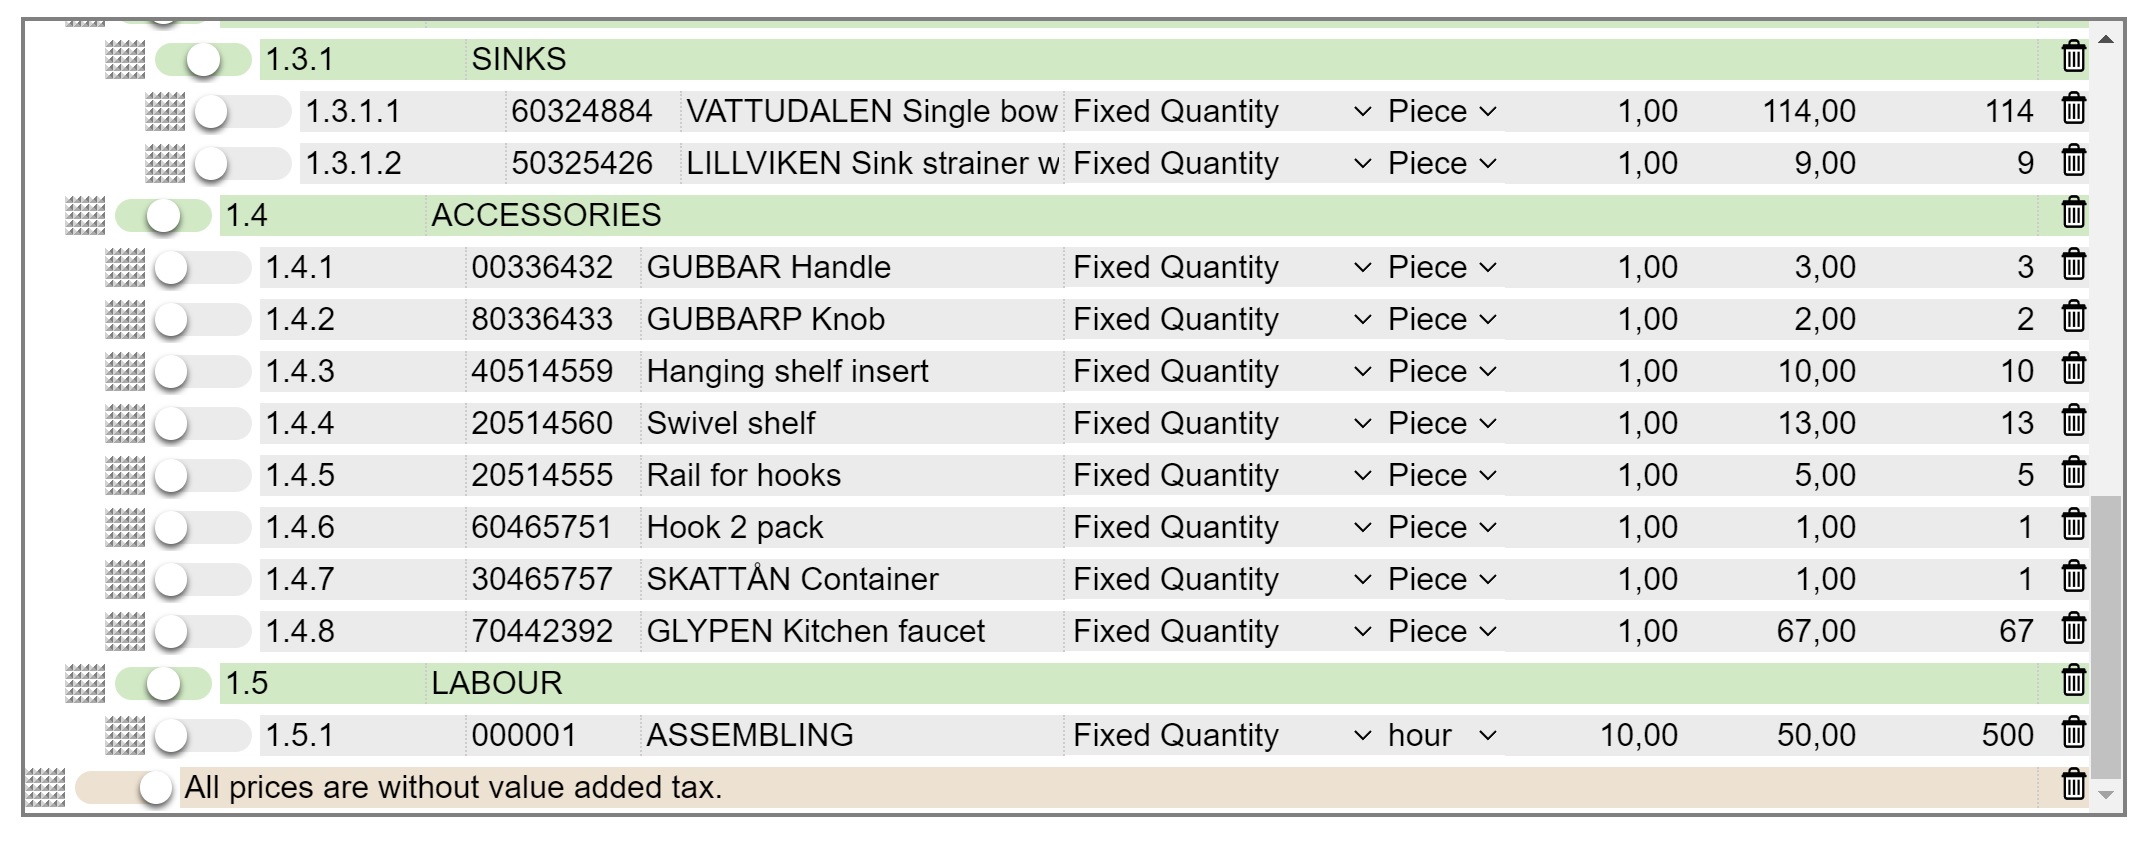 1.3.1 SINKS
1.3.1.1 60324884 VATTUDALEN Single bow Fixed Quantity Piece 1,00 114,00 114
1.3.1.2 50325426 LILLVIKEN Sink strainer w Fixed Quantity Piece 1,00 9,00 9
1.4 ACCESSORIES
1.4.1 00336432 GUBBAR Handle Fixed Quantity Piece 1,00 3,00 3
1.4.2 80336433 GUBBARP Knob Fixed Quantity Piece 1,00 2,00 2
1.4.3 40514559 Hanging shelf insert Fixed Quantity Piece 1,00 10,00 10
1.4.4 20514560 Swivel shelf Fixed Quantity Piece 1,00 13,00 13
1.4.5 20514555 Rail for hooks Fixed Quantity Piece 1,00 5,00 5
1.4.6 60465751 Hook 2 pack Fixed Quantity Piece 1,00 1,00 1
1.4.7 30465757 SKATTÅN Container Fixed Quantity Piece 1,00 1,00 1
1.4.8 70442392 GLYPEN Kitchen faucet Fixed Quantity Piece 1,00 67,00 67
1.5 LABOUR
1.5.1 000001 ASSEMBLING Fixed Quantity hour 10,00 50,00 500
All prices are without value added tax.